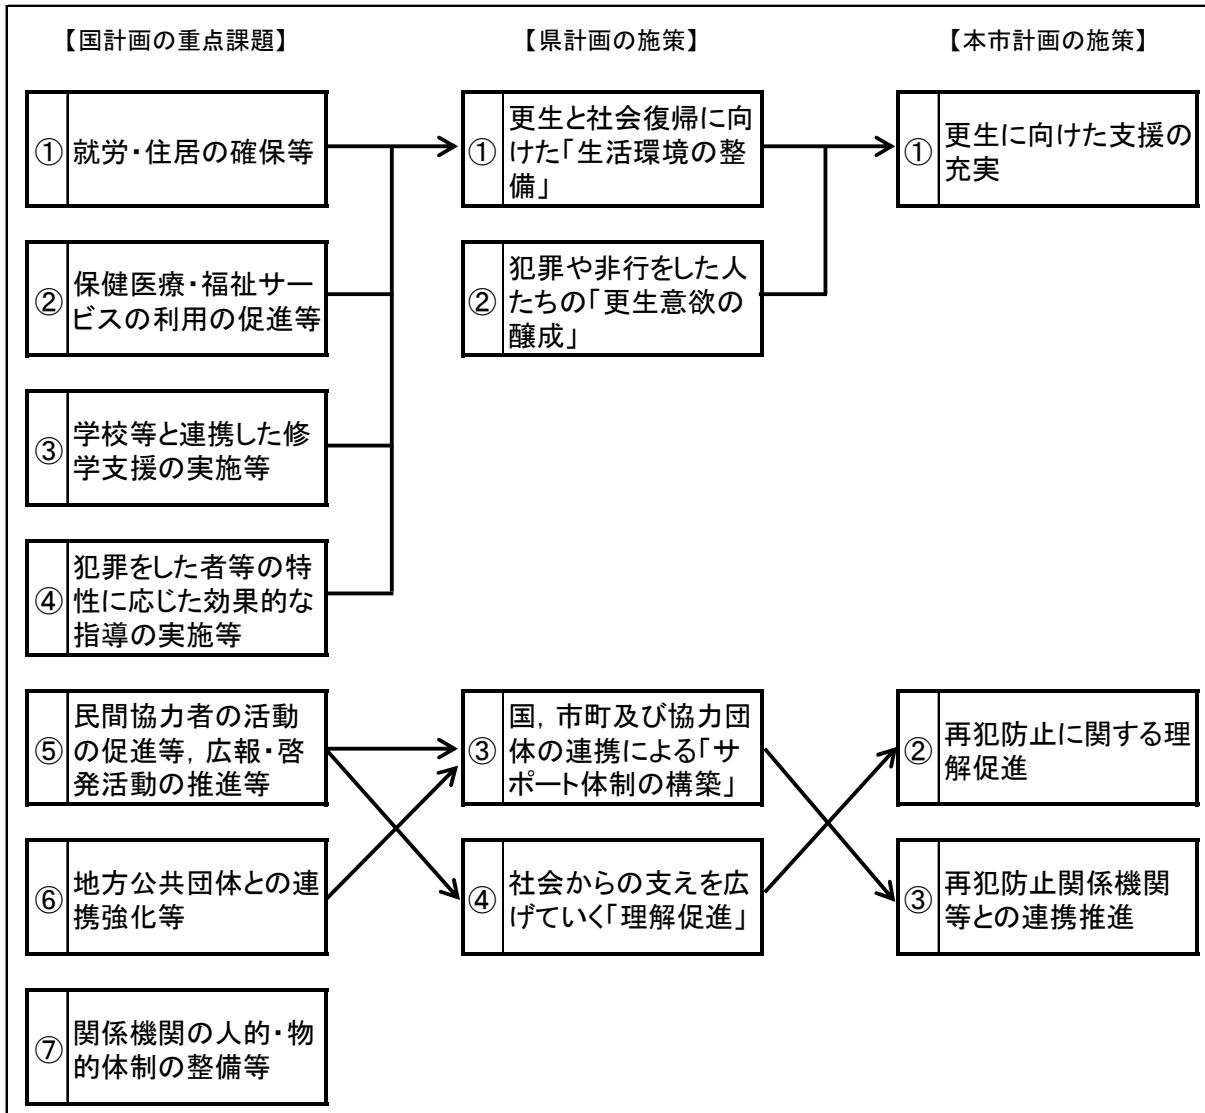 【国計画の重点課題】
【県計画の施策】
【本市計画の施策】
①
就労・住居の確保等
②
保健医療・福祉サー
ビスの利用の促進等
③
学校等と連携した修
学支援の実施等
④
犯罪をした者等の特
性に応じた効果的な
指導の実施等
⑤
民間協力者の活動
の促進等，広報・啓
発活動の推進等
⑥
地方公共団体との連
携強化等
⑦
関係機関の人的・物
的体制の整備等
①
更生と社会復帰に向
けた「生活環境の整
備」
②
犯罪や非行をした人
たちの「更生意欲の
醸成」
③
国，市町及び協力団
体の連携による「サ
ポート体制の構築」
④
社会からの支えを広
げていく「理解促進」
①
更生に向けた支援の
充実
②
再犯防止に関する理
解促進
③
再犯防止関係機関
等との連携推進